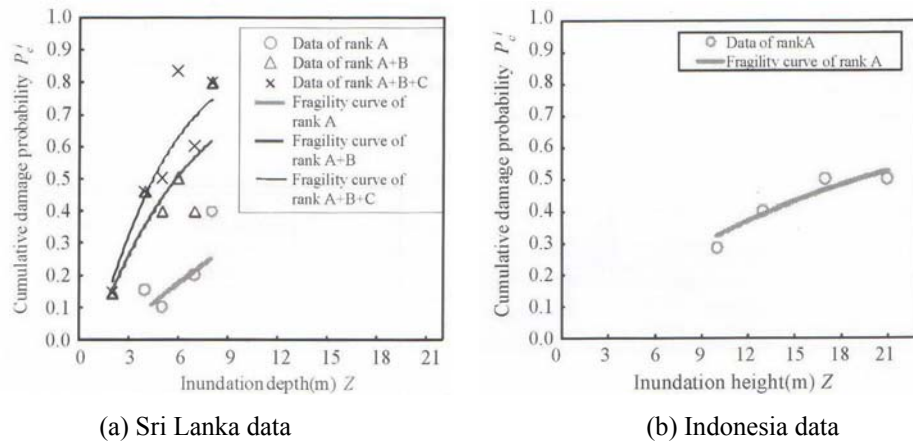 1.0
0.9
0.8
0.7
0.6
0.5
0.4
0.3
0.2
0.1
0.0
Cumulative damage probability P_c^i
0 3 6 9 12 15 18 21
Inundation depth(m) Z
Data of rank A
Data of rank A+B
Data of rank A+B+C
Fragility curve of
rank A
Fragility curve of
rank A+B
Fragility curve of
rank A+B+C
(a) Sri Lanka data
1.0
0.9
0.8
0.7
0.6
0.5
0.4
0.3
0.2
0.1
0.0
Cumulative damage probability P_c^i
0 3 6 9 12 15 18 21
Inundation height(m) Z
Data of rankA
Fragility curve of rank A
(b) Indonesia data